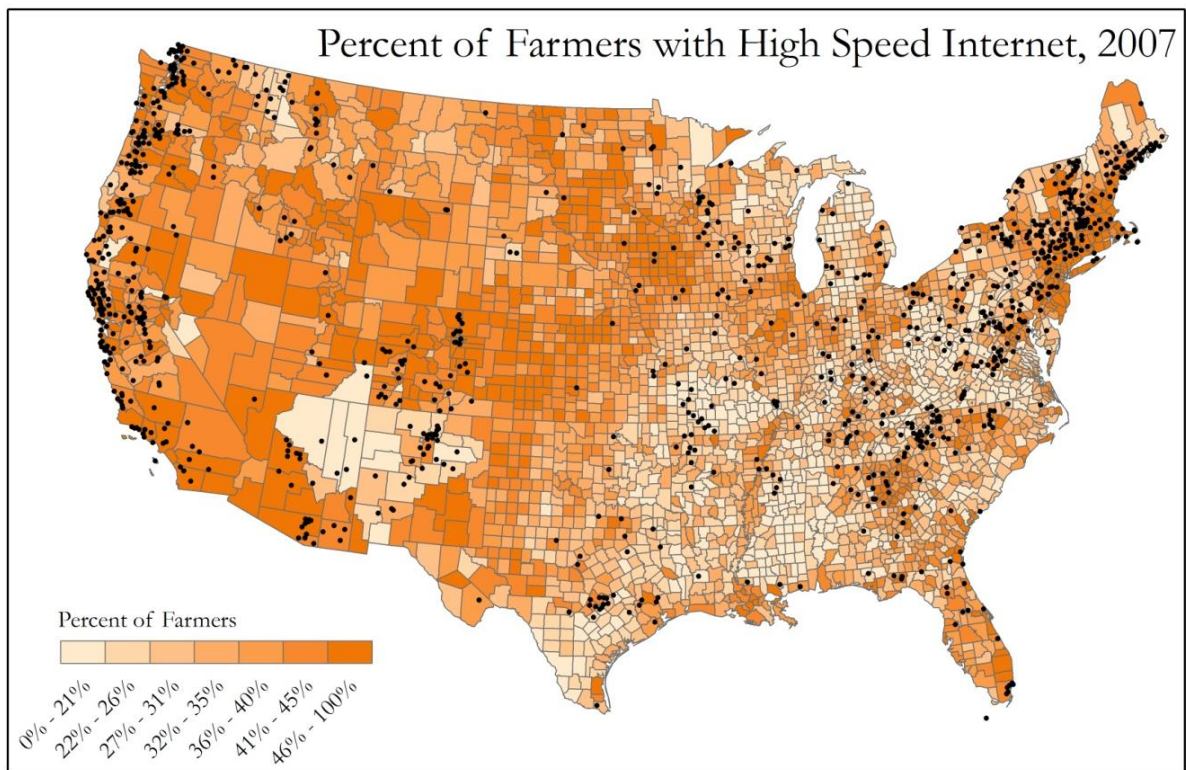 Percent of Farmers with High Speed Internet, 2007
Percent of Farmers
0% - 21%
22% - 26%
27% - 31%
32% - 35%
36% - 40%
41% - 45%
46% - 100%